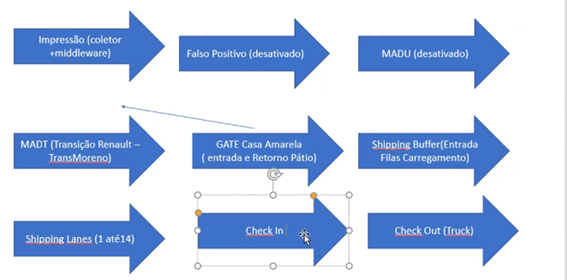 Impressão (coletor
+middleware)
Falso Positivo (desativado)
MADU (desativado)
MADT (Transição Renault –
TransMoreno)
GATE Casa Amarela
( entrada e Retorno Pátio)
Shipping Buffer(Entrada
Filas Carregamento)
Shipping Lanes (1 até14)
Check In
Check Out (Truck)